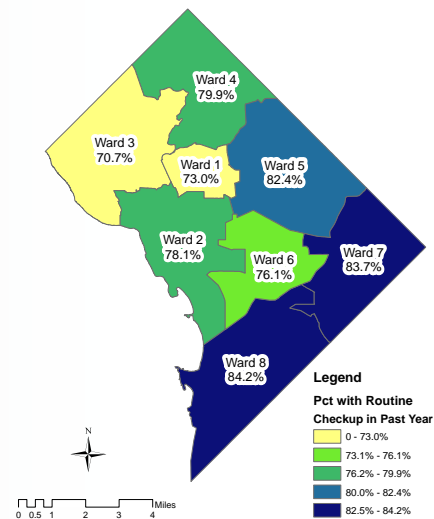 Ward 4
79.9%
Ward 3
70.7%
Ward 1
73.0%
Ward 5
82.4%
Ward 2
78.1%
Ward 6
76.1%
Ward 7
83.7%
Ward 8
84.2%
Legend
Pct with Routine
Checkup in Past Year
0 - 73.0%
73.1% - 76.1%
76.2% - 79.9%
80.0% - 82.4%
82.5% - 84.2%
N
Miles
0 0.5 1 2 3 4